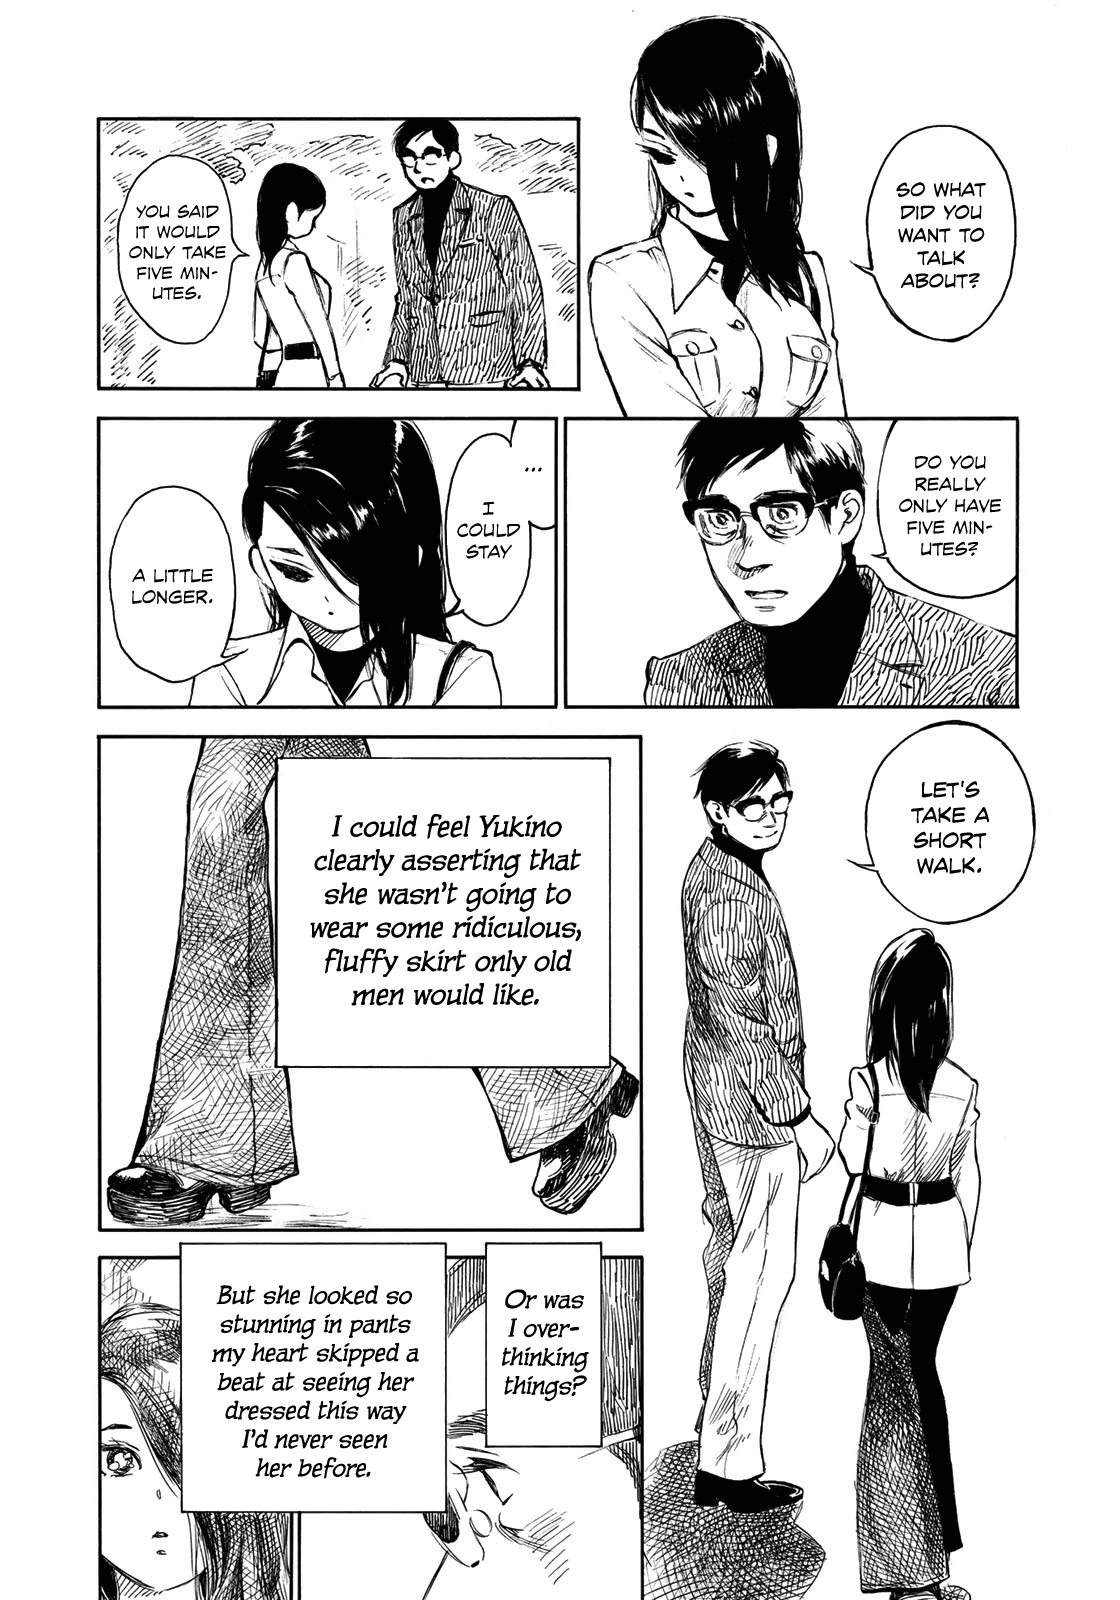 SO WHAT
DID YOU
WANT TO
TALK
ABOUT?
YOU SAID
IT WOULD
ONLY TAKE
FIVE MIN-
UTES.
DO YOU
REALLY
ONLY HAVE
FIVE MIN-
UTES?
...
I
COULD
STAY
A LITTLE
LONGER.
LET'S
TAKE A
SHORT
WALK.
I could feel Yukino
clearly asserting that
she wasn't going to
wear some ridiculous,
fluffy skirt only old
men would like.
But she looked so
stunning in pants
my heart skipped a
beat at seeing her
dressed this way
I'd never seen
her before.
Or was
I over-
thinking
things?